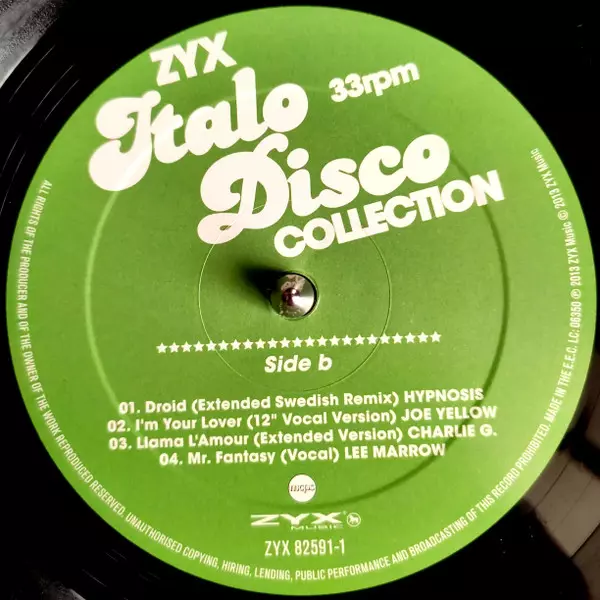 ZYX
33rpm
Italo
Disco
COLLECTION
************************
Side b
01. Droid (Extended Swedish Remix) HYPNOSIS
02. I'm Your Lover (12" Vocal Version) JOE YELLOW
03. Llama L'Amour (Extended Version) CHARLIE G.
04. Mr. Fantasy (Vocal) LEE MARROW
mcps
ZYX®
MUSIC
ZYX 82591-1
ALL RIGHTS OF THE PRODUCER AND OF THE OWNER OF THE WORK REPRODUCED RESERVED. UNAUTHORISED COPYING, HIRING, LENDING, PUBLIC PERFORMANCE AND BROADCASTING OF THIS RECORD PROHIBITED. MADE IN THE E.E.C. LC: 06350 ℗ 2013 ZYX Music © 2013 ZYX Music